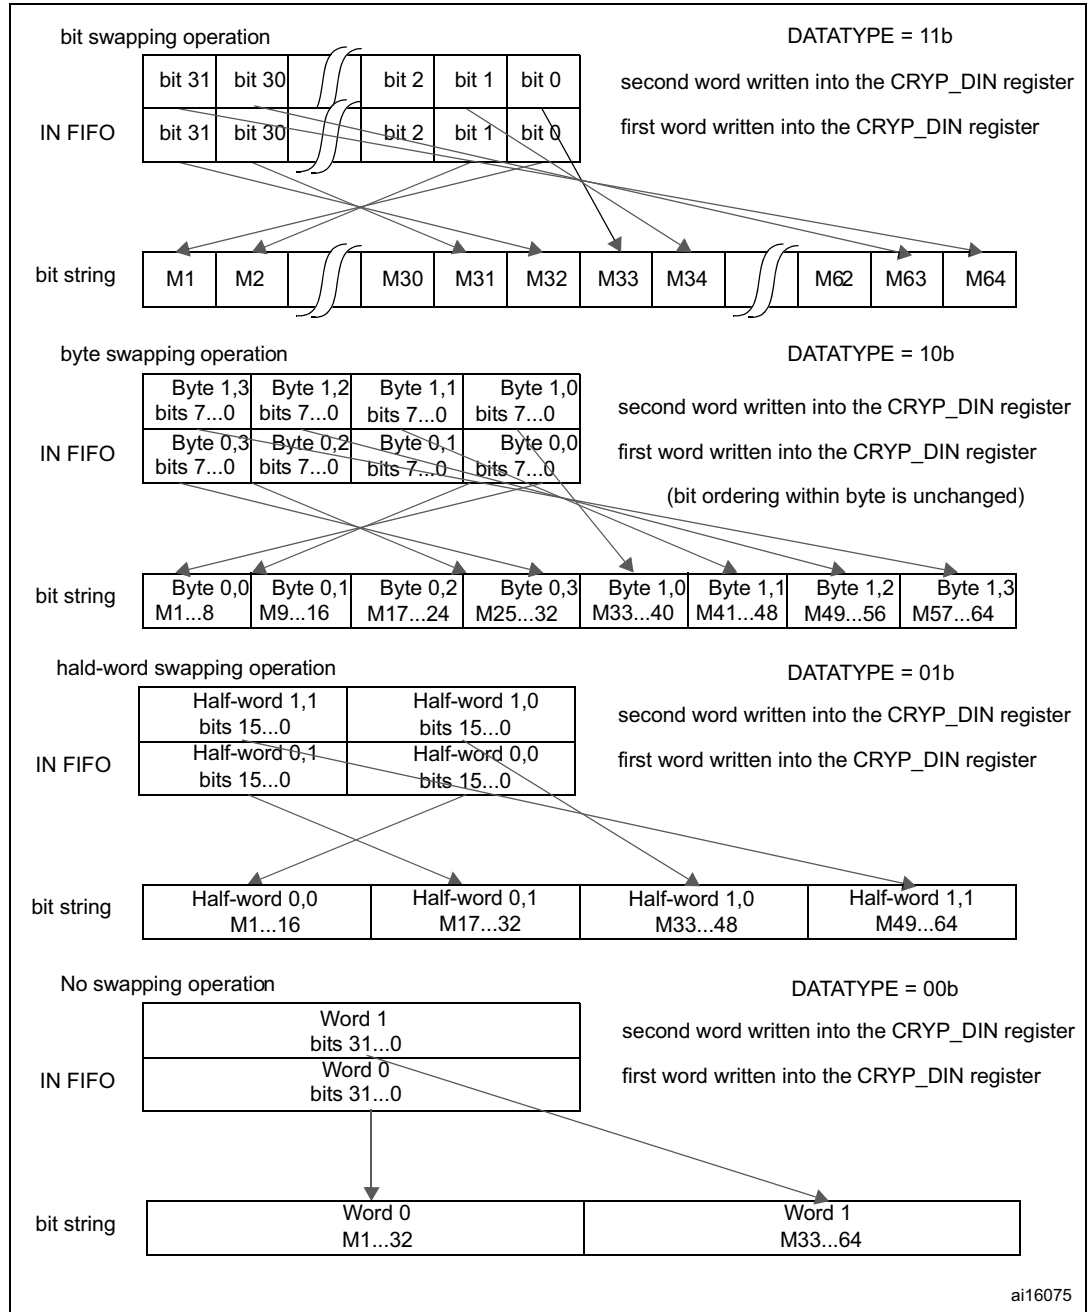 bit swapping operation DATATYPE = 11b
bit 31 bit 30 bit 2 bit 1 bit 0 second word written into the CRYP_DIN register
IN FIFO bit 31 bit 30 bit 2 bit 1 bit 0 first word written into the CRYP_DIN register
bit string M1 M2 M30 M31 M32 M33 M34 M62 M63 M64
byte swapping operation DATATYPE = 10b
Byte 1,3 Byte 1,2 Byte 1,1 Byte 1,0
bits 7...0 bits 7...0 bits 7...0 bits 7...0 second word written into the CRYP_DIN register
IN FIFO Byte 0,3 Byte 0,2 Byte 0,1 Byte 0,0 first word written into the CRYP_DIN register
bits 7...0 bits 7...0 bits 7...0 bits 7...0
(bit ordering within byte is unchanged)
bit string Byte 0,0 Byte 0,1 Byte 0,2 Byte 0,3 Byte 1,0 Byte 1,1 Byte 1,2 Byte 1,3
M1...8 M9...16 M17...24 M25...32 M33...40 M41...48 M49...56 M57...64
hald-word swapping operation DATATYPE = 01b
Half-word 1,1 Half-word 1,0
bits 15...0 bits 15...0 second word written into the CRYP_DIN register
IN FIFO Half-word 0,1 Half-word 0,0 first word written into the CRYP_DIN register
bits 15...0 bits 15...0
bit string Half-word 0,0 Half-word 0,1 Half-word 1,0 Half-word 1,1
M1...16 M17...32 M33...48 M49...64
No swapping operation DATATYPE = 00b
Word 1
bits 31...0 second word written into the CRYP_DIN register
IN FIFO Word 0 first word written into the CRYP_DIN register
bits 31...0
bit string Word 0 Word 1
M1...32 M33...64
ai16075